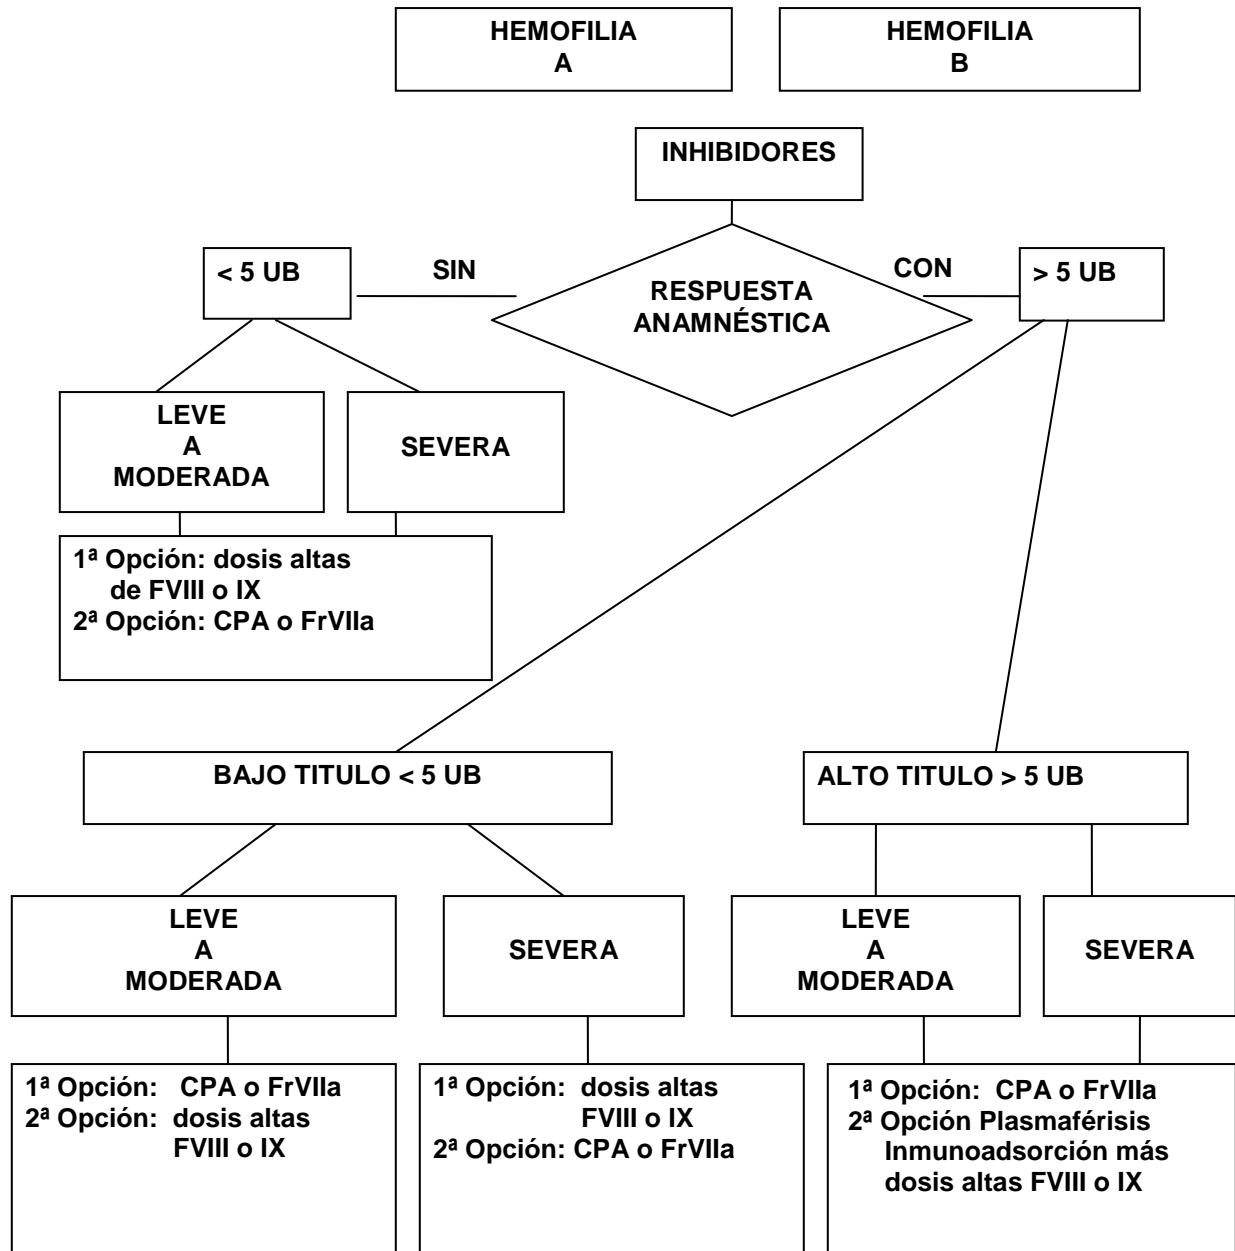 HEMOFILIA
A
HEMOFILIA
B
INHIBIDORES
< 5 UB
SIN
RESPUESTA
ANAMNÉSTICA
CON
> 5 UB
LEVE
A
MODERADA
SEVERA
1ª Opción: dosis altas
de FVIII o IX
2ª Opción: CPA o FrVIIa
BAJO TITULO < 5 UB
ALTO TITULO > 5 UB
LEVE
A
MODERADA
SEVERA
LEVE
A
MODERADA
SEVERA
1ª Opción: CPA o FrVIIa
2ª Opción: dosis altas
FVIII o IX
1ª Opción: dosis altas
FVIII o IX
2ª Opción: CPA o FrVIIa
1ª Opción: CPA o FrVIIa
2ª Opción Plasmaférisis
Inmunoadsorción más
dosis altas FVIII o IX